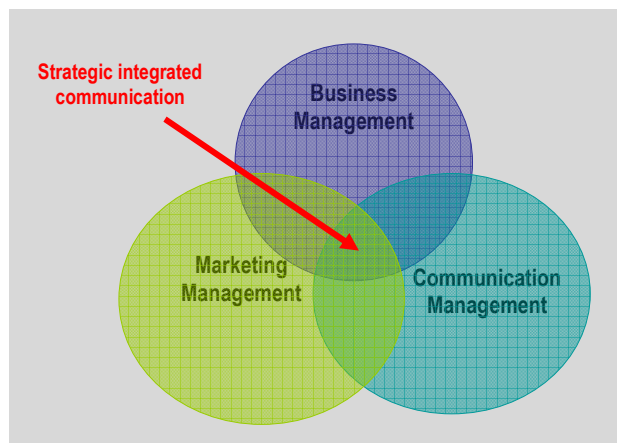 Strategic integrated
communication
Business
Management
Marketing
Management
Communication
Management